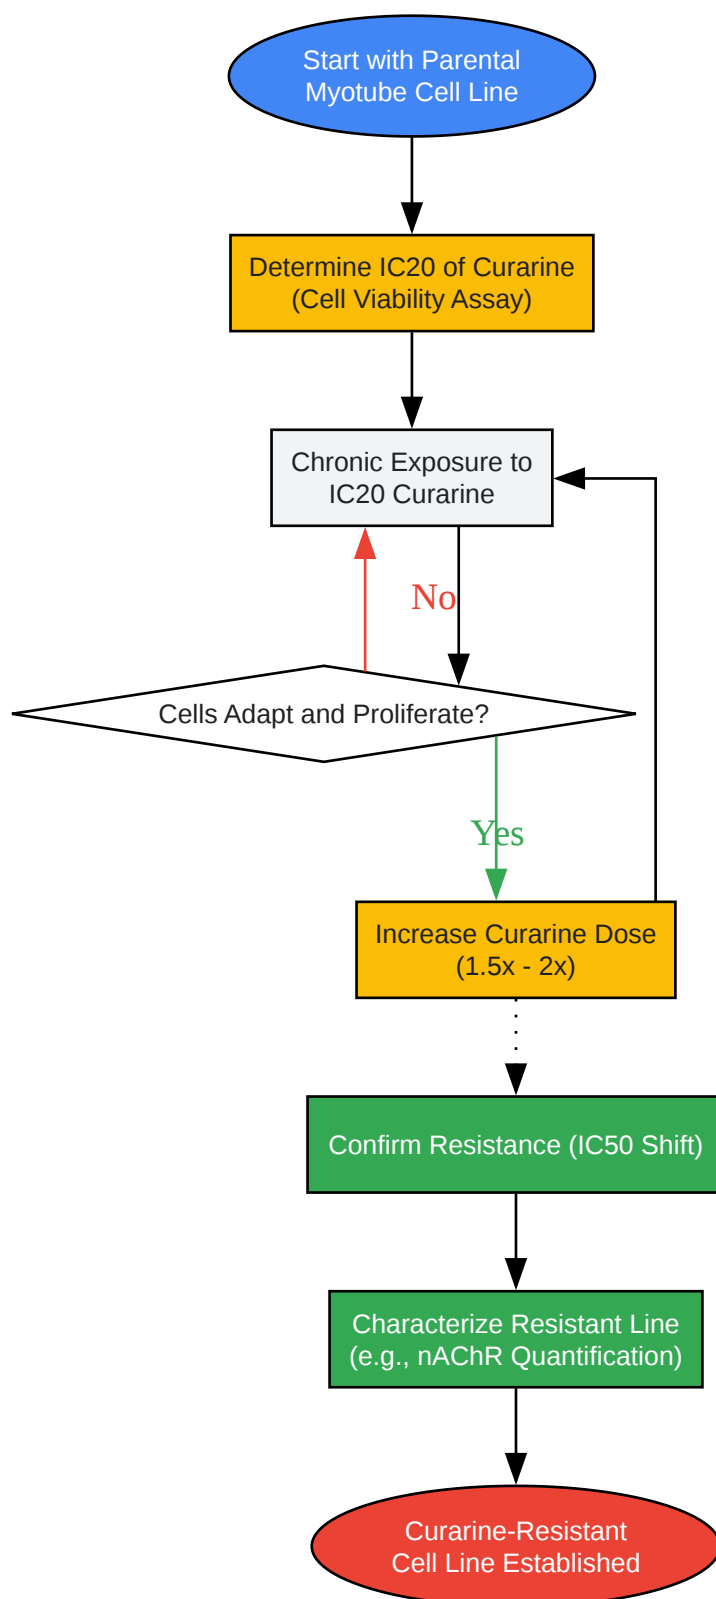 Start with Parental
Myotube Cell Line
Determine IC20 of Curarine
(Cell Viability Assay)
Chronic Exposure to
IC20 Curarine
No
Cells Adapt and Proliferate?
Yes
Increase Curarine Dose
(1.5x - 2x)
Confirm Resistance (IC50 Shift)
Characterize Resistant Line
(e.g., nAChR Quantification)
Curarine-Resistant
Cell Line Established